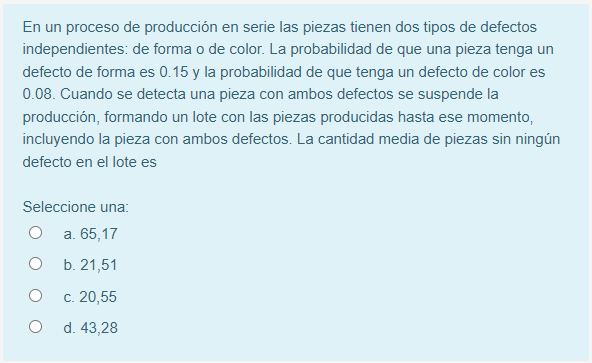 En un proceso de producción en serie las piezas tienen dos tipos de defectos
independientes: de forma o de color. La probabilidad de que una pieza tenga un
defecto de forma es 0.15 y la probabilidad de que tenga un defecto de color es
0.08. Cuando se detecta una pieza con ambos defectos se suspende la
producción, formando un lote con las piezas producidas hasta ese momento,
incluyendo la pieza con ambos defectos. La cantidad media de piezas sin ningún
defecto en el lote es
Seleccione una:
a. 65,17
b. 21,51
c. 20,55
d. 43,28